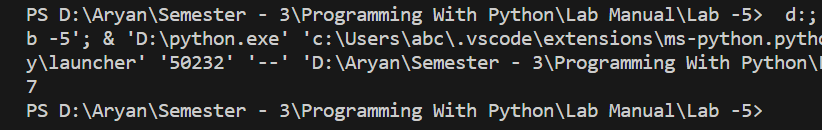 PS D:\Aryan\Semester - 3\Programming With Python\Lab Manual\Lab -5>  d:;
b -5'; & 'D:\python.exe' 'c:\Users\abc\.vscode\extensions\ms-python.pytho
y\launcher' '50232' '--' 'D:\Aryan\Semester - 3\Programming With Python\
7
PS D:\Aryan\Semester - 3\Programming With Python\Lab Manual\Lab -5>